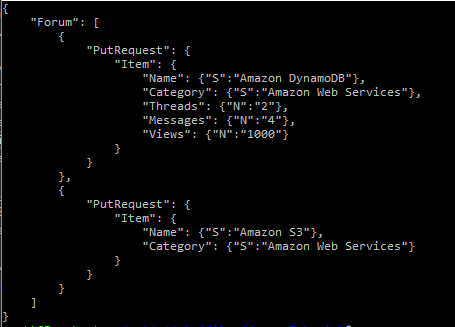 {
    "Forum": [
        {
            "PutRequest": {
                "Item": {
                    "Name": {"S":"Amazon DynamoDB"},
                    "Category": {"S":"Amazon Web Services"},
                    "Threads": {"N":"2"},
                    "Messages": {"N":"4"},
                    "Views": {"N":"1000"}
                }
            }
        },
        {
            "PutRequest": {
                "Item": {
                    "Name": {"S":"Amazon S3"},
                    "Category": {"S":"Amazon Web Services"}
                }
            }
        }
    ]
}